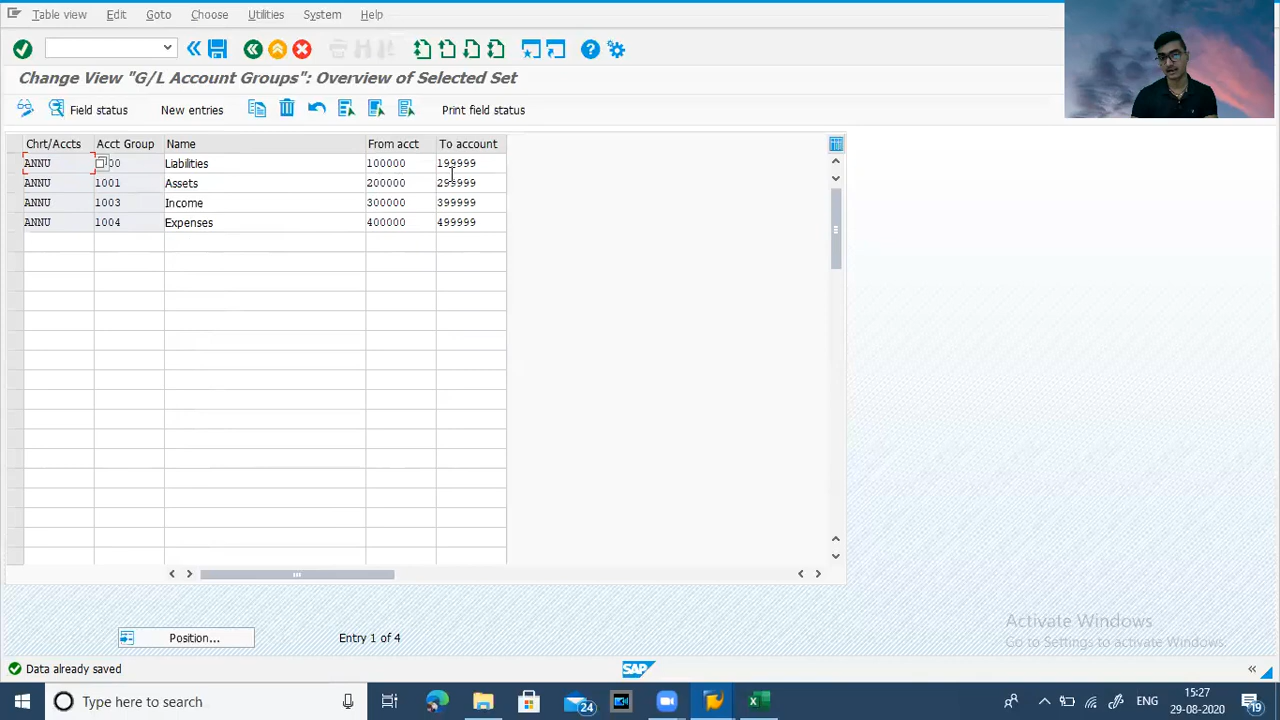 Table view Edit Goto Choose Utilities System Help
Change View "G/L Account Groups": Overview of Selected Set
Field status New entries Print field status
Chrt/Accts Acct Group Name From acct To account
ANNU 00 Liabilities 100000 199999
ANNU 1001 Assets 200000 299999
ANNU 1003 Income 300000 399999
ANNU 1004 Expenses 400000 499999
Activate Windows
Go to Settings to activate Windows.
Position... Entry 1 of 4
Data already saved SAP
Type here to search 24 ENG 15:27
29-08-2020 19